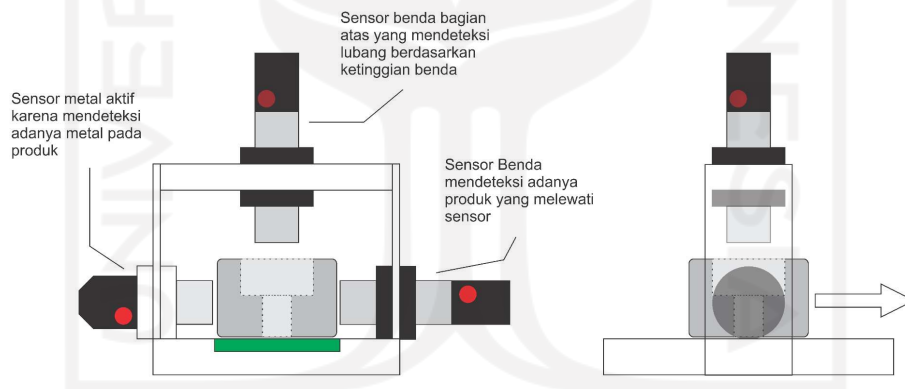 Sensor benda bagian
atas yang mendeteksi
lubang berdasarkan
ketinggian benda
Sensor metal aktif
karena mendeteksi
adanya metal pada
produk
Sensor Benda
mendeteksi adanya
produk yang melewati
sensor